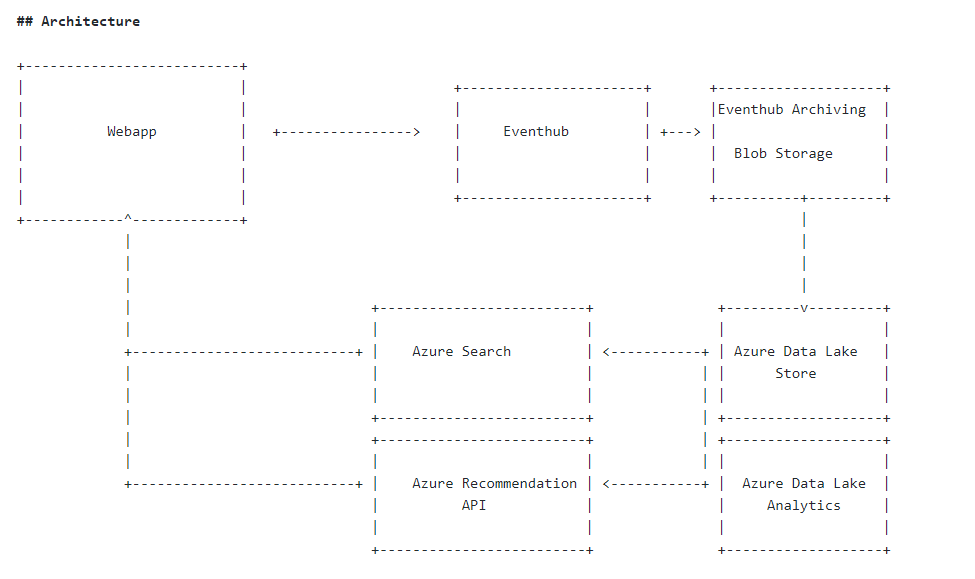 ## Architecture
Webapp
Eventhub
Eventhub Archiving
Blob Storage
Azure Search
Azure Data Lake
Store
Azure Recommendation
API
Azure Data Lake
Analytics